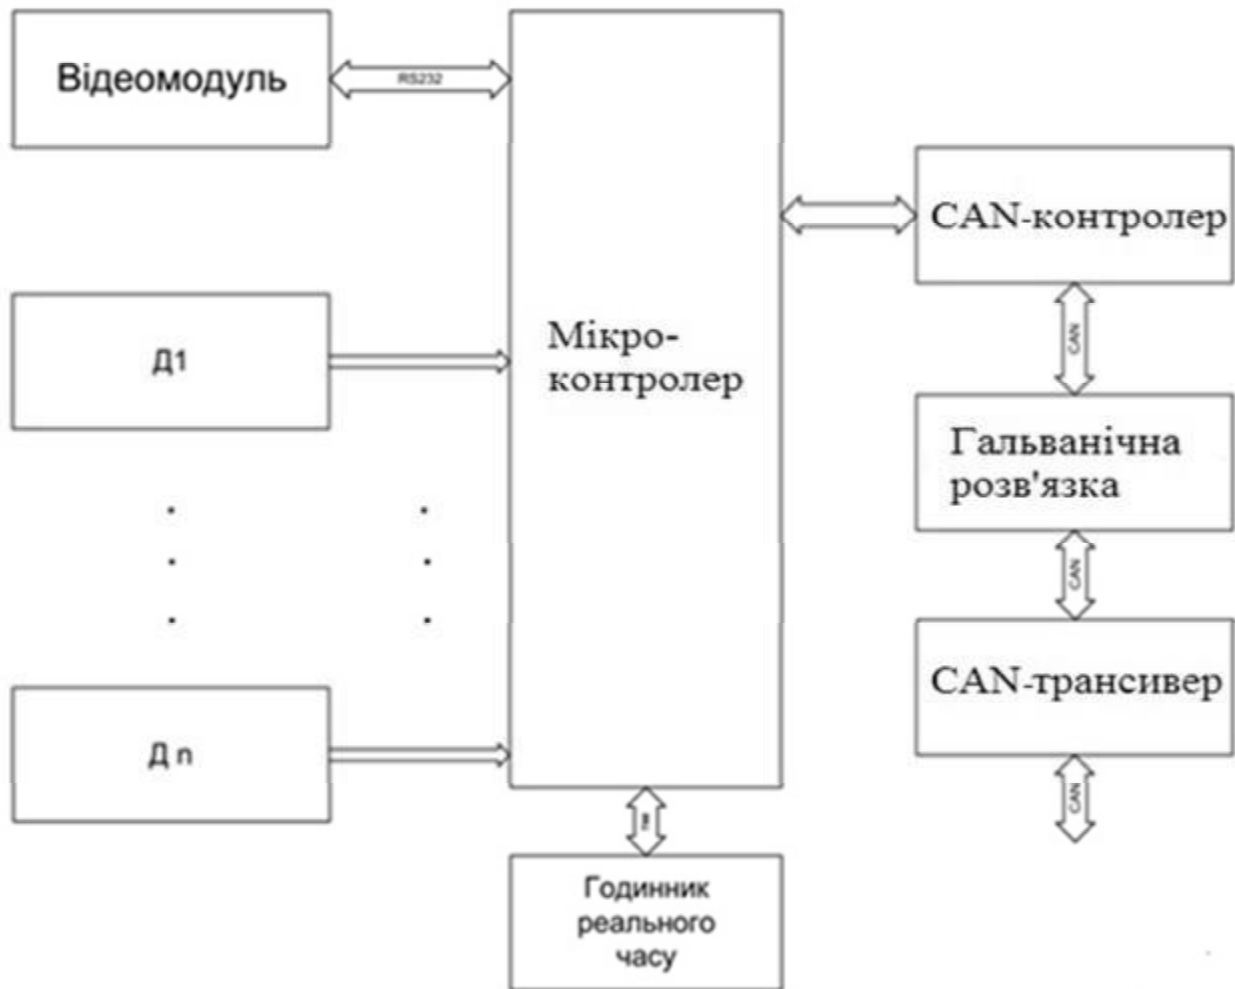 Відеомодуль
RS232
CAN-контролер
CAN
Д1
Мікро-
контролер
Гальванічна
розв'язка
CAN
CAN-трансивер
Д n
CAN
Годинник
реального
часу